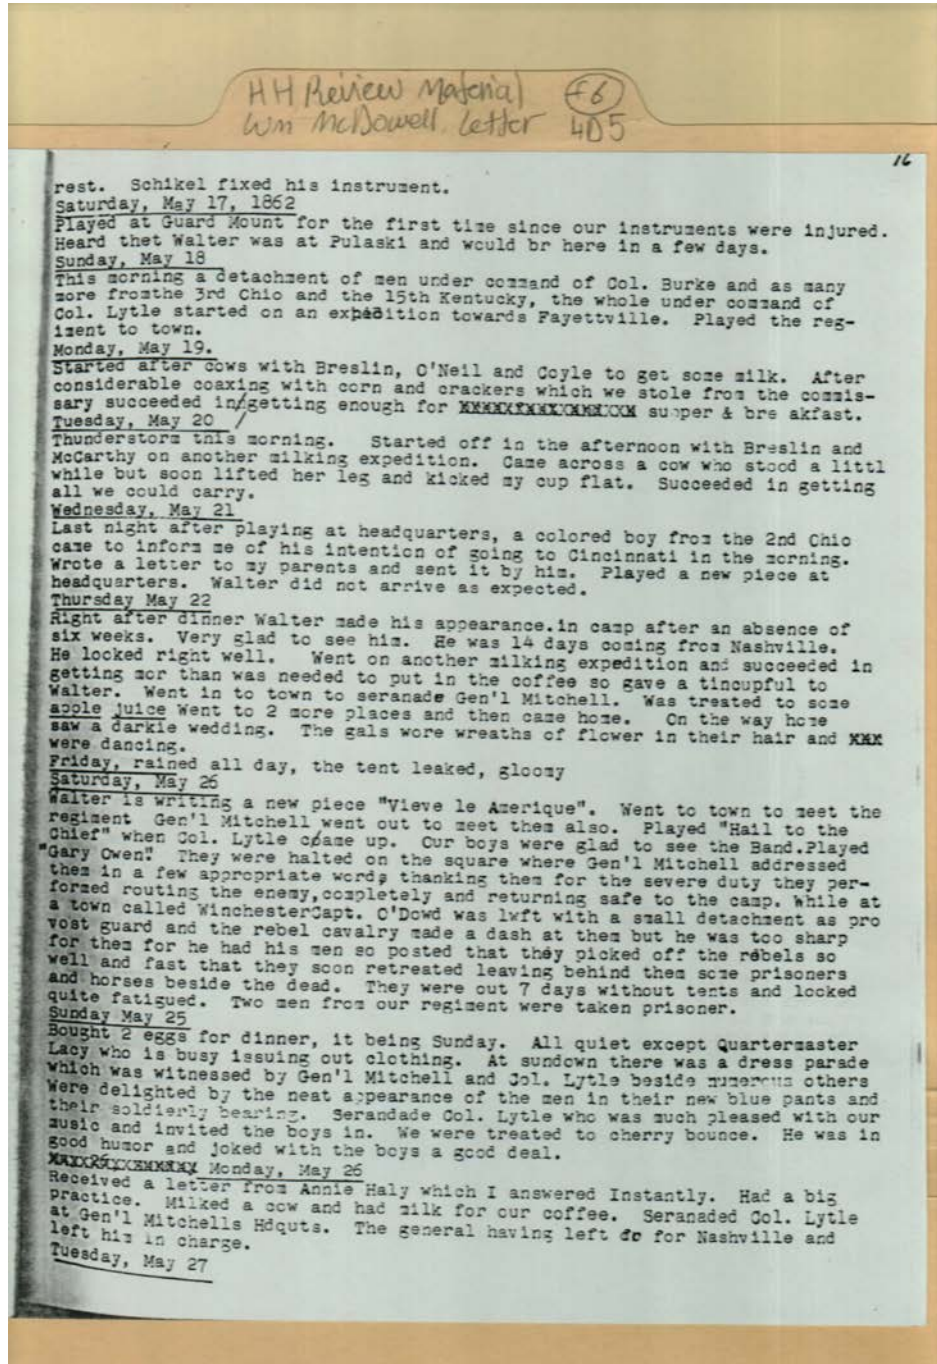 HH Review Material F6
Wm McDowell Letter 4D5
16
rest.  Schikel fixed his instrument.
Saturday, May 17, 1862
Played at Guard Mount for the first time since our instruments were injured.
Heard thet Walter was at Pulaski and wculd br here in a few days.
Sunday, May 18
This morning a detachment of men under command of Col. Burke and as many
more fromthe 3rd Ohio and the 15th Kentucky, the whole under command of
Col. Lytle started on an expedition towards Fayettville.  Played the reg-
iment to town.
Monday, May 19.
Started after cows with Breslin, O'Neil and Coyle to get some milk.  After
considerable coaxing with corn and crackers which we stole from the commis-
sary succeeded in/getting enough for supper & bre akfast.
Tuesday, May 20
Thunderstorm this morning.  Started off in the afternoon with Breslin and
McCarthy on another milking expedition.  Came across a cow who stood a littl
while but soon lifted her leg and kicked my cup flat.  Succeeded in getting
all we could carry.
Wednesday, May 21
Last night after playing at headquarters, a colored boy from the 2nd Ohio
came to inform me of his intention of going to Cincinnati in the morning.
Wrote a letter to my parents and sent it by him.  Played a new piece at
headquarters.  Walter did not arrive as expected.
Thursday May 22
Right after dinner Walter made his appearance.in camp after an absence of
six weeks.  Very glad to see him.  He was 14 days coming from Nashville.
He looked right well.  Went on another milking expedition and succeeded in
getting mor than was needed to put in the coffee so gave a tincupful to
Walter.  Went in to town to seranade Gen'l Mitchell.  Was treated to some
apple juice Went to 2 more places and then came home.  On the way home
saw a darkie wedding.  The gals wore wreaths of flower in their hair and XXX
were dancing.
Friday, rained all day, the tent leaked, gloomy
Saturday, May 26
Walter is writing a new piece "Vieve le Amerique".  Went to town to meet the
regiment  Gen'l Mitchell went out to meet them also.  Played "Hail to the
Chief" when Col. Lytle came up.  Our boys were glad to see the Band.Played
"Gary Owen".  They were halted on the square where Gen'l Mitchell addressed
them in a few appropriate words thanking them for the severe duty they per-
formed routing the enemy,completely and returning safe to the camp. While at
a town called WinchesterCapt. O'Dowd was lwft with a small detachment as pro
vost guard and the rebel cavalry made a dash at them but he was too sharp
for them for he had his men so posted that they picked off the rebels so
well and fast that they soon retreated leaving behind them some prisoners
and horses beside the dead.  They were out 7 days without tents and looked
quite fatigued.  Two men from our regiment were taken prisoner.
Sunday May 25
Bought 2 eggs for dinner, it being Sunday.  All quiet except Quartermaster
Lacy who is busy issuing out clothing.  At sundown there was a dress parade
which was witnessed by Gen'l Mitchell and Col. Lytle beside numerous others
Were delighted by the neat appearance of the men in their new blue pants and
their soldierly bearing.  Serandade Col. Lytle who was much pleased with our
music and invited the boys in.  We were treated to cherry bounce.  He was in
good humor and joked with the boys a good deal.
Monday, May 26
Received a letter from Annie Haly which I answered Instantly.  Had a big
practice.  Milked a cow and had milk for our coffee.  Seranaded Col. Lytle
at Gen'l Mitchells Hdquts.  The general having left for Nashville and
left him in charge.
Tuesday, May 27